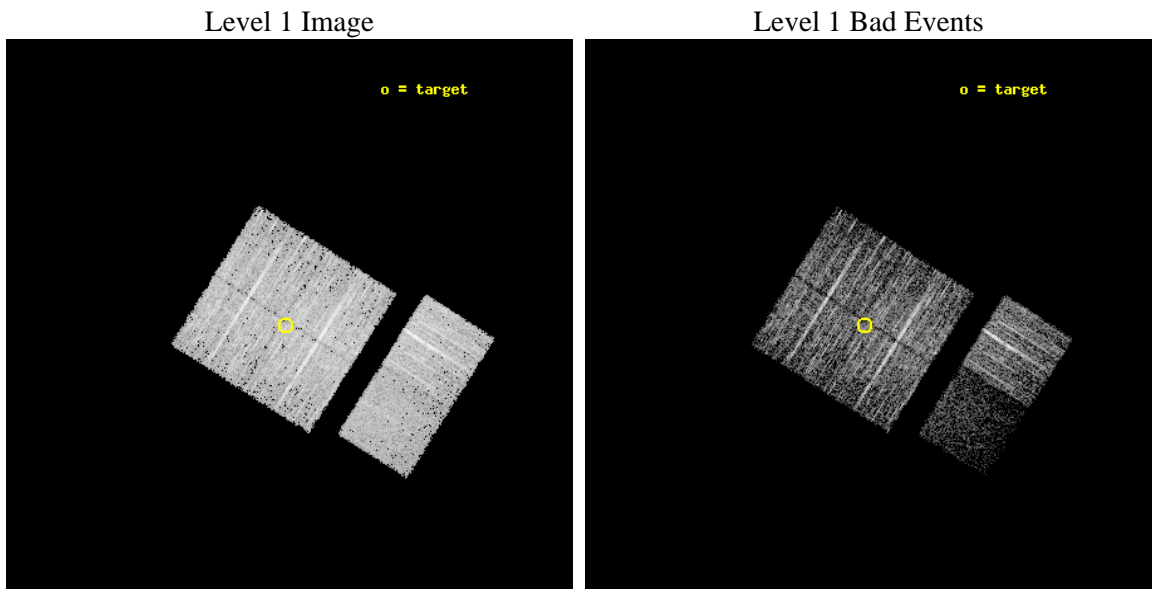 Level 1 Image
Level 1 Bad Events
o = target
o = target